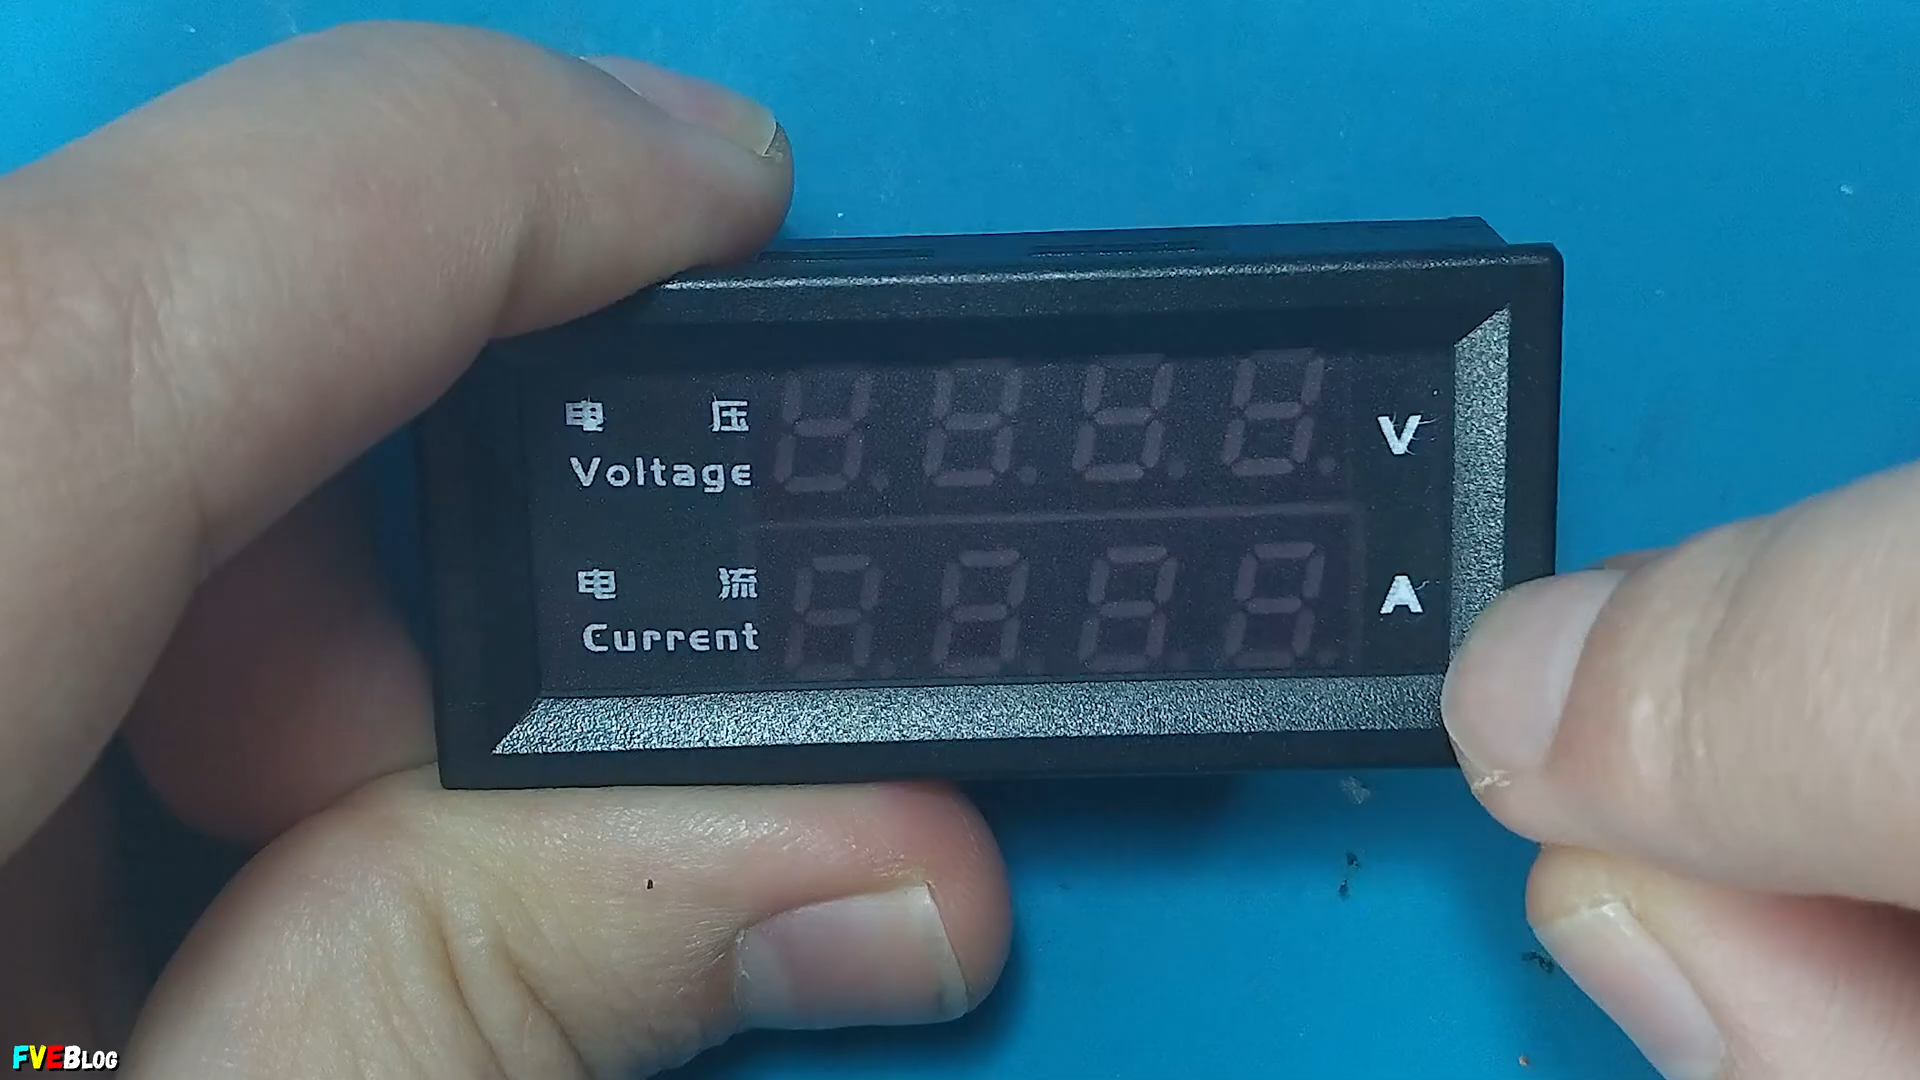 电 压 V
Voltage
电 流 A
Current
FVEBlog